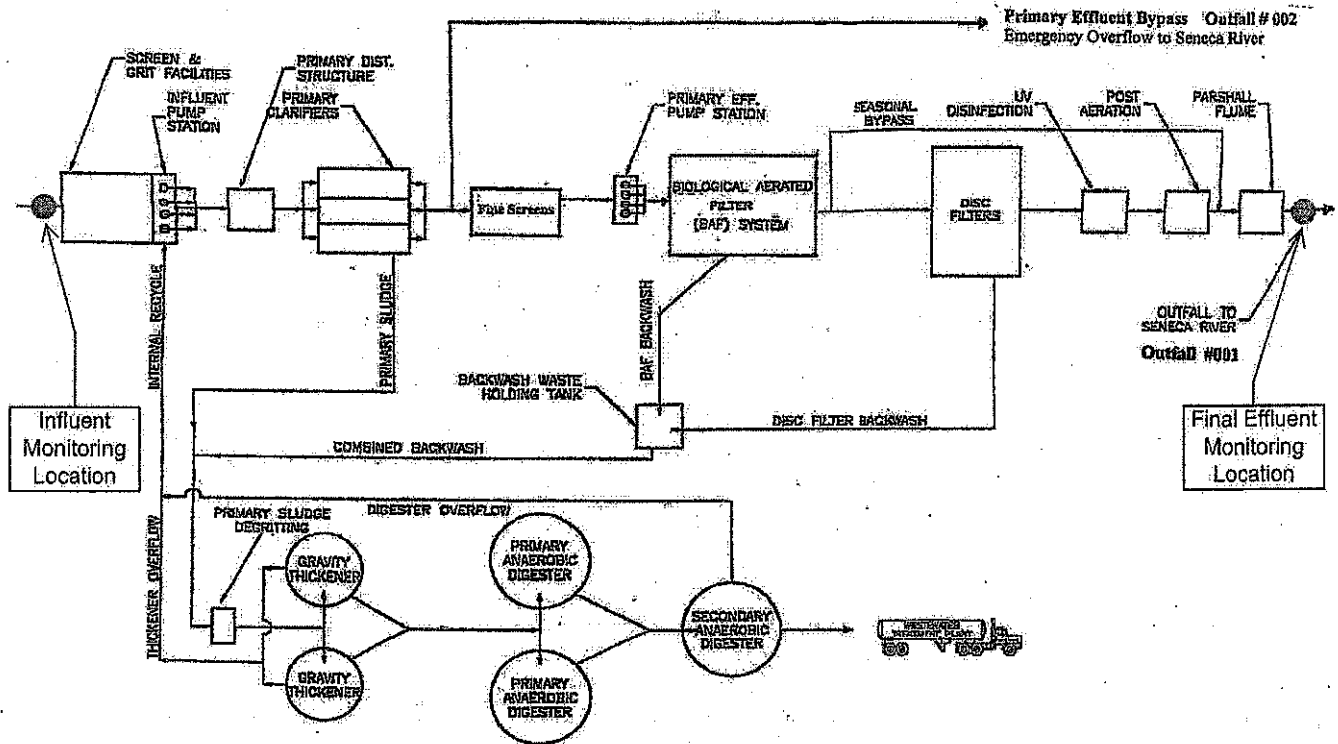 Primary Effluent Bypass Outfall # 002
Emergency Overflow to Seneca River
SCREEN &
GRIT FACILITIES
INFLUENT
PUMP
STATION
PRIMARY DIST.
STRUCTURE
PRIMARY
CLARIFIERS
PRIMARY EFF.
PUMP STATION
SEASONAL
BYPASS
UV
DISINFECTION
POST
AERATION
PARSHALL
FLUME
Fine Screens
BIOLOGICAL AERATED
FILTER
(BAF) SYSTEM
DISC
FILTERS
INTERNAL RECYCLE
PRIMARY SLUDGE
BAF BACKWASH
OUTFALL TO
SENECA RIVER
Outfall #001
BACKWASH WASTE
HOLDING TANK
DISC FILTER BACKWASH
COMBINED BACKWASH
Influent
Monitoring
Location
Final Effluent
Monitoring
Location
THICKENER OVERFLOW
PRIMARY SLUDGE
DEGRITTING
DIGESTER OVERFLOW
GRAVITY
THICKENER
PRIMARY
ANAEROBIC
DIGESTER
SECONDARY
ANAEROBIC
DIGESTER
WASTEWATER
TREATMENT PLANT
GRAVITY
THICKENER
PRIMARY
ANAEROBIC
DIGESTER